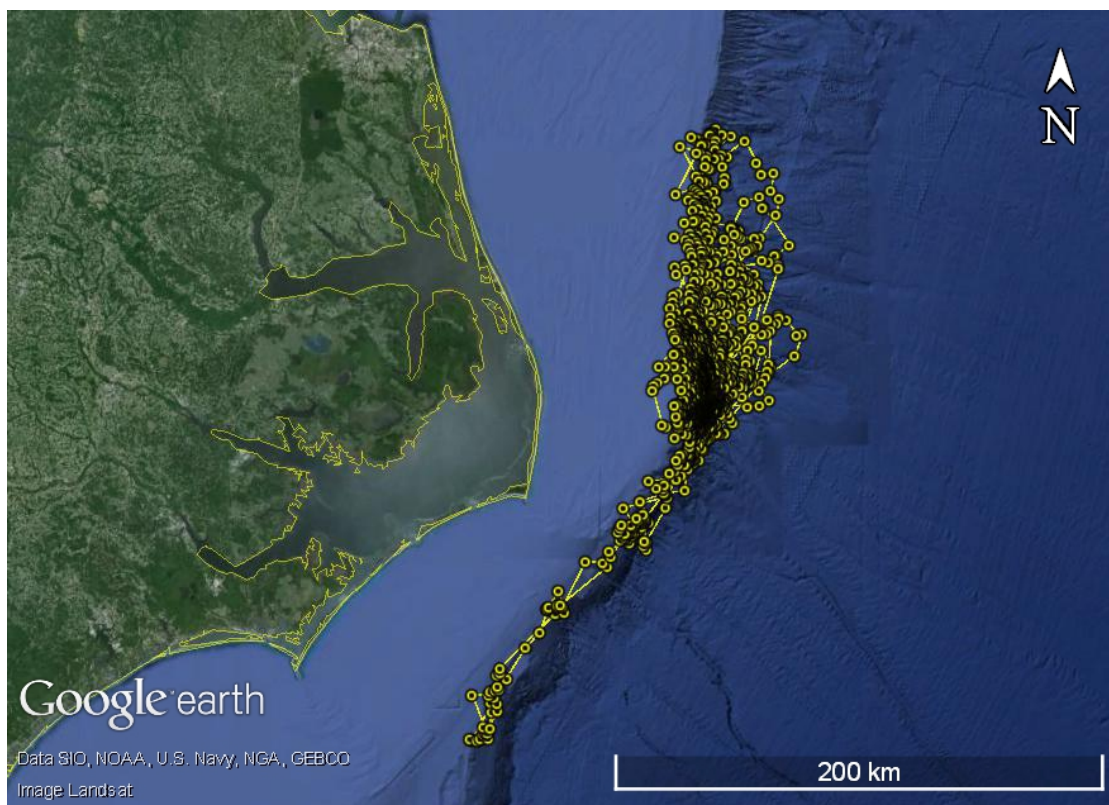 N
Google earth
Data SIO, NOAA, U.S. Navy, NGA, GEBCO
Image Landsat
200 km